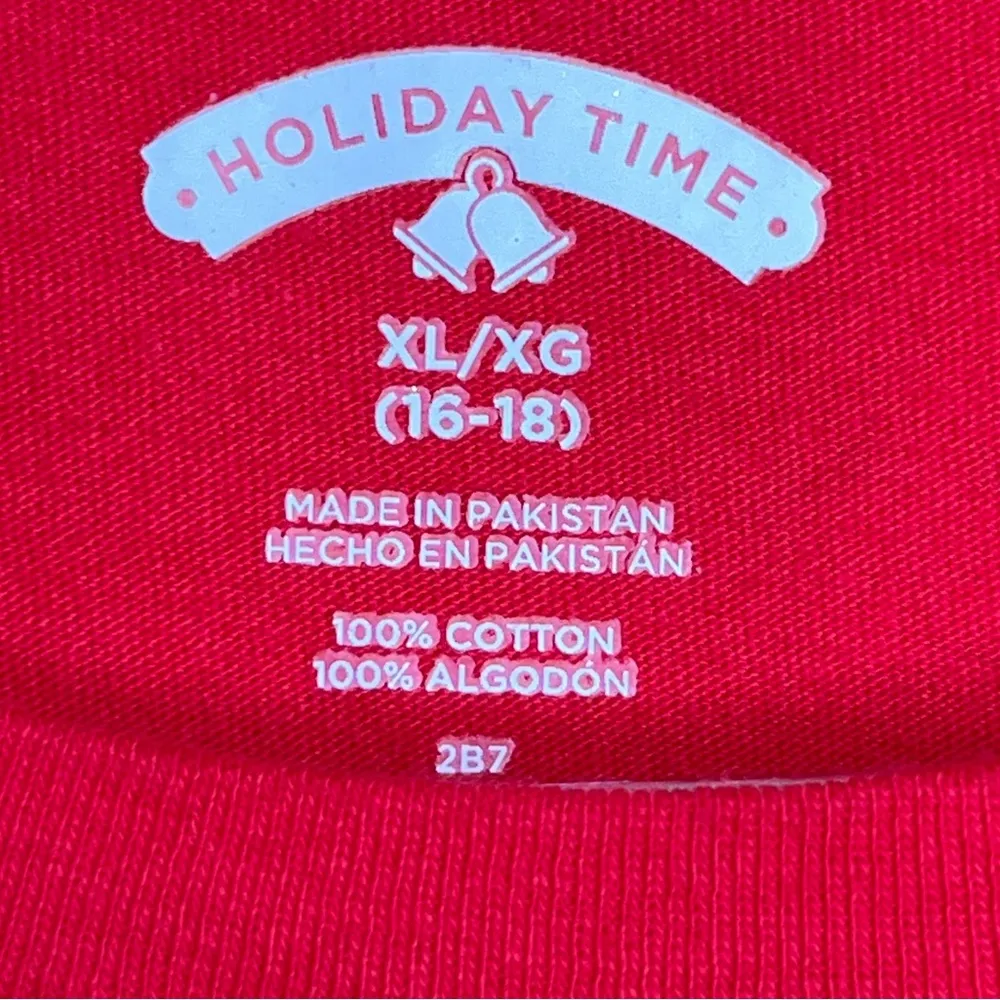 • HOLIDAY TIME •
XL/XG
(16-18)
MADE IN PAKISTAN
HECHO EN PAKISTÁN
100% COTTON
100% ALGODÓN
2B7